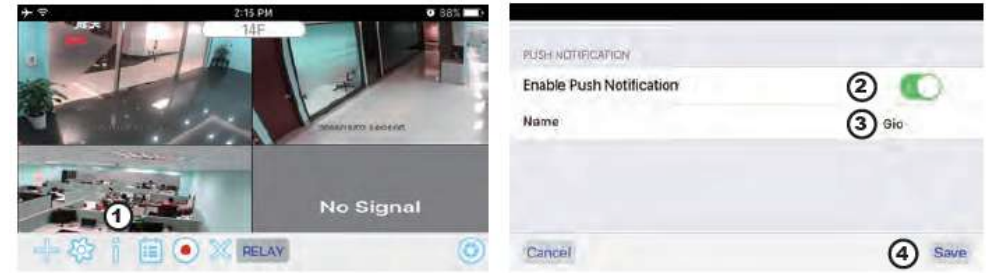 2:15 PM
88%
14F
No Signal
1
RELAY
PUSH NOTIFICATION
Enable Push Notification
2
Name
3
Gio
Cancel
4
Save